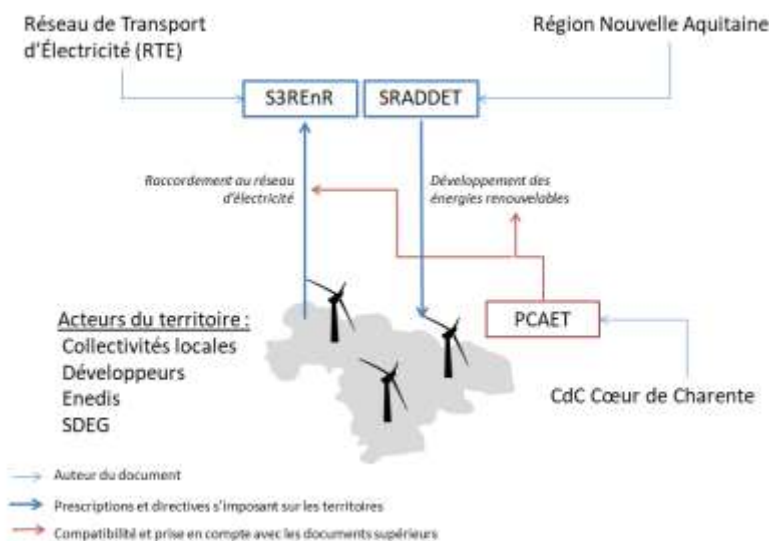 Réseau de Transport
d'Électricité (RTE)
Région Nouvelle Aquitaine
S3REnR
SRADDET
Raccordement au réseau
d'électricité
Développement des
énergies renouvelables
PCAET
Acteurs du territoire :
Collectivités locales
Développeurs
Enedis
SDEG
CdC Cœur de Charente
Auteur du document
Prescriptions et directives s'imposant sur les territoires
Compatibilité et prise en compte avec les documents supérieurs